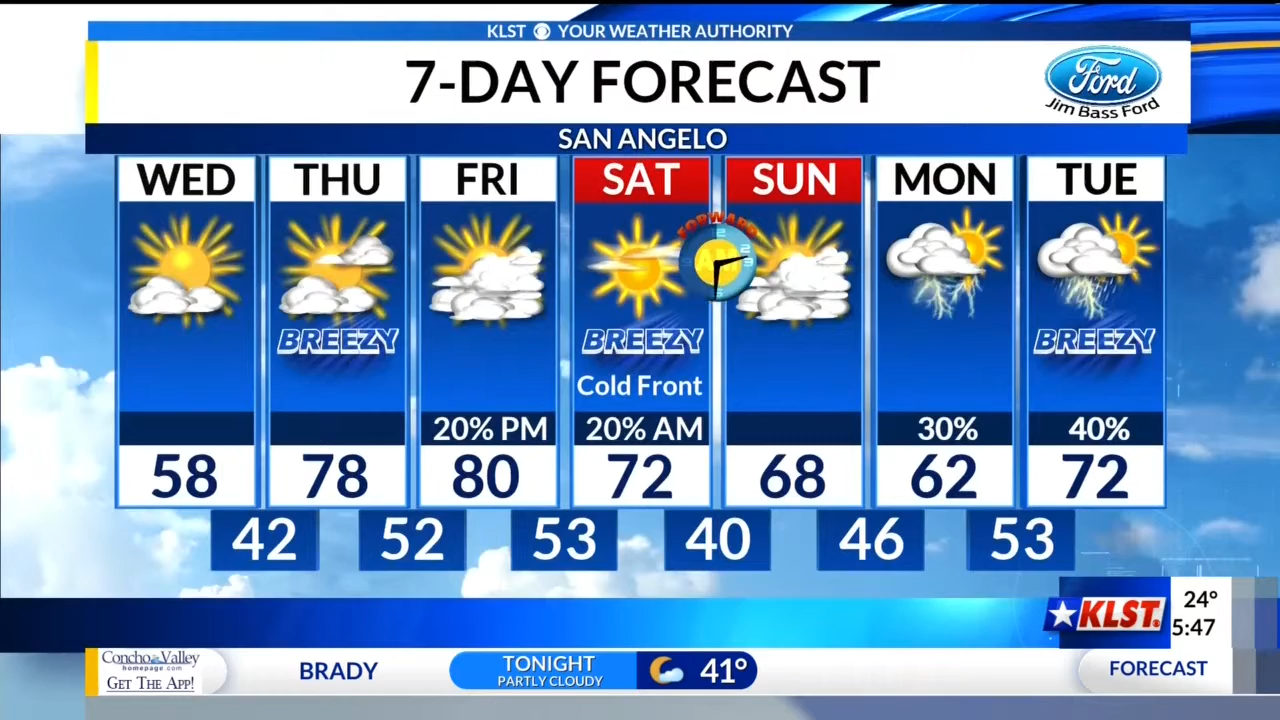 KLST YOUR WEATHER AUTHORITY
7-DAY FORECAST
Ford
Jim Bass Ford
SAN ANGELO
WED THU FRI SAT SUN MON TUE
FORWARD
BREEZY BREEZY BREEZY
Cold Front
20% PM 20% AM 30% 40%
58 78 80 72 68 62 72
42 52 53 40 46 53
KLST 24°
5:47
Concho Valley
homepage.com
GET THE APP!
BRADY
TONIGHT
PARTLY CLOUDY
41°
FORECAST